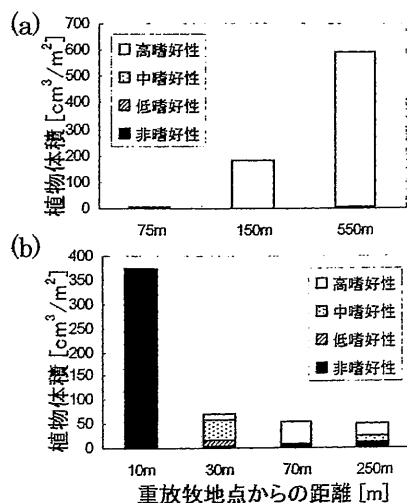 (a)
700
600
500
400
300
200
100
0
植物体積 [cm³/m²]
高嗜好性
中嗜好性
低嗜好性
非嗜好性
75m 150m 550m
(b)
400
350
300
250
200
150
100
50
0
植物体積 [cm³/m²]
高嗜好性
中嗜好性
低嗜好性
非嗜好性
10m 30m 70m 250m
重放牧地点からの距離 [m]